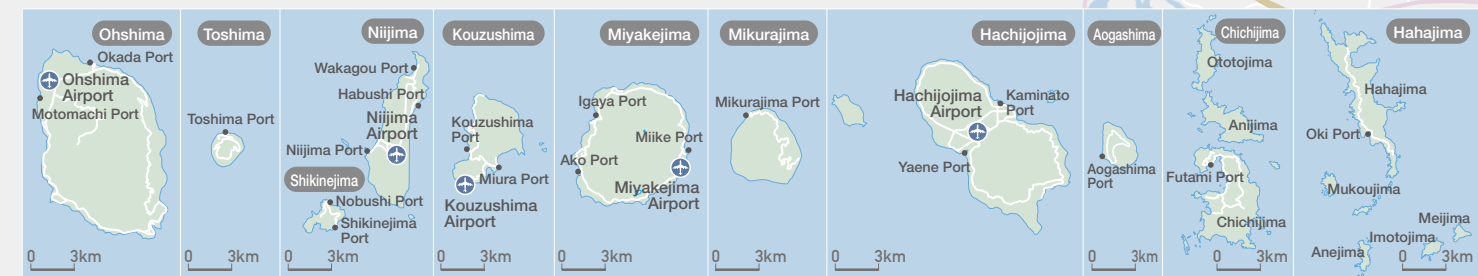 Ohshima
Okada Port
Ohshima
Airport
Motomachi Port
0 3km
Toshima
Toshima Port
0 3km
Niijima
Wakagou Port
Habushi Port
Niijima
Airport
Niijima Port
Shikinejima
Nobushi Port
Shikinejima
Port
0 3km
Kouzushima
Kouzushima
Port
Miura Port
Kouzushima
Airport
0 3km
Miyakejima
Igaya Port
Miike Port
Ako Port
Miyakejima
Airport
0 3km
Mikurajima
Mikurajima Port
0 3km
Hachijojima
Hachijojima
Airport
Kaminato
Port
Yaene Port
0 3km
Aogashima
Aogashima
Port
0 3km
Chichijima
Ototojima
Anijima
Futami Port
Chichijima
0 3km
Hahajima
Hahajima
Oki Port
Mukoujima
Meijima
Imotojima
Anejima
0 3km